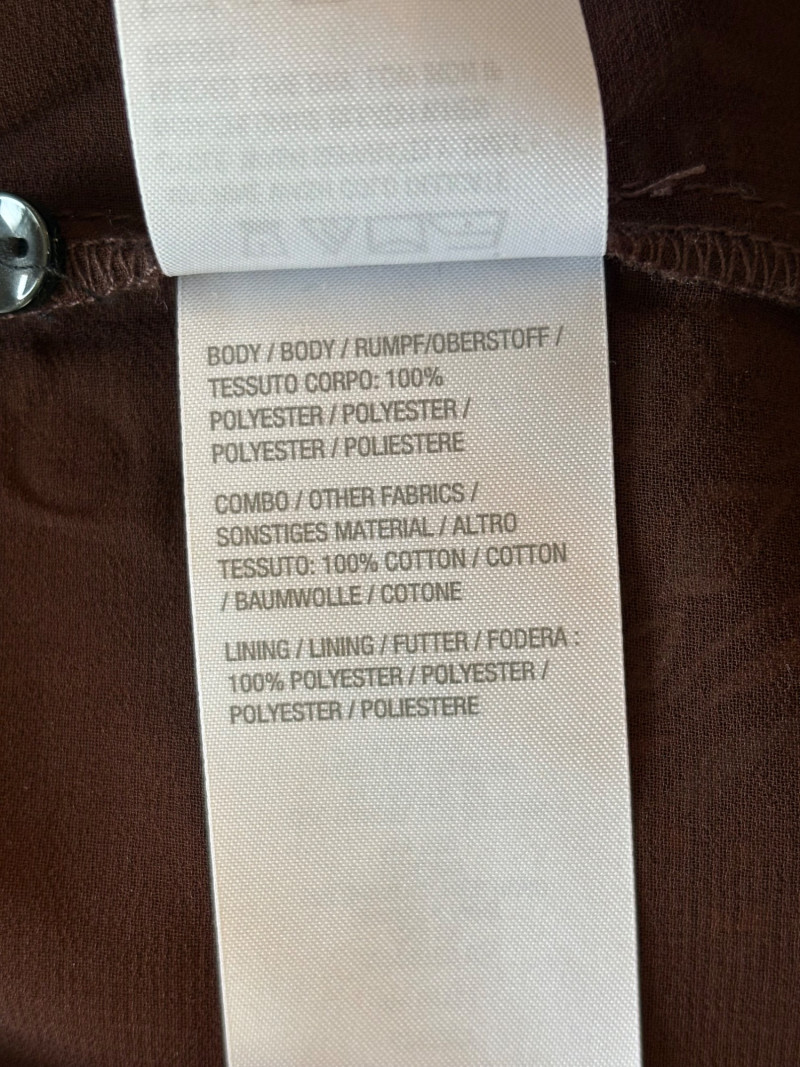 BODY / BODY / RUMPF/OBERSTOFF /
TESSUTO CORPO: 100%
POLYESTER / POLYESTER /
POLYESTER / POLIESTERE
COMBO / OTHER FABRICS /
SONSTIGES MATERIAL / ALTRO
TESSUTO: 100% COTTON / COTTON
/ BAUMWOLLE / COTONE
LINING / LINING / FUTTER / FODERA :
100% POLYESTER / POLYESTER /
POLYESTER / POLIESTERE